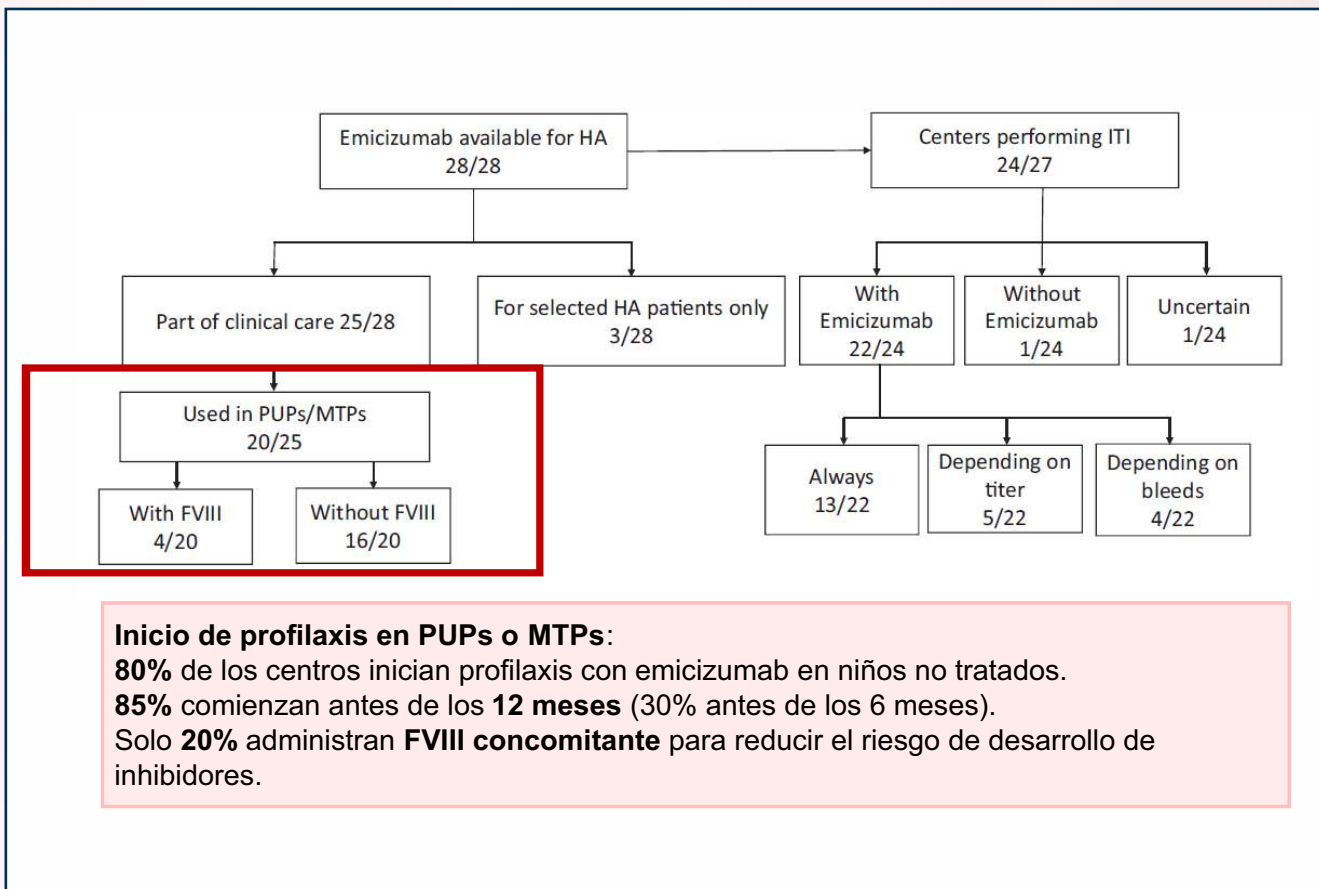 Emicizumab available for HA
28/28
Centers performing ITI
24/27
Part of clinical care 25/28
For selected HA patients only
3/28
With
Emicizumab
22/24
Without
Emicizumab
1/24
Uncertain
1/24
Used in PUPs/MTPs
20/25
With FVIII
4/20
Without FVIII
16/20
Always
13/22
Depending on
titer
5/22
Depending on
bleeds
4/22
Inicio de profilaxis en PUPs o MTPs:
80% de los centros inician profilaxis con emicizumab en niños no tratados.
85% comienzan antes de los 12 meses (30% antes de los 6 meses).
Solo 20% administran FVIII concomitante para reducir el riesgo de desarrollo de
inhibidores.